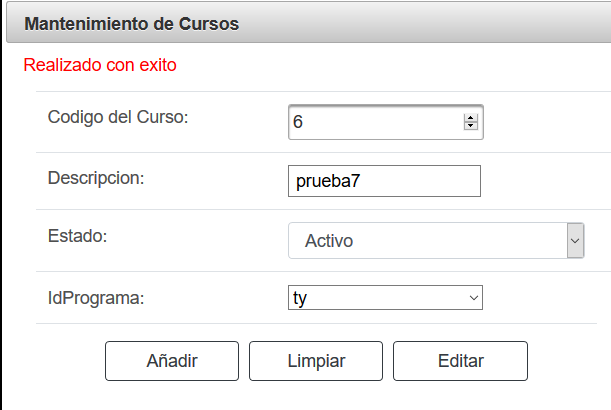 Mantenimiento de Cursos
Realizado con exito
Codigo del Curso: 6
Descripcion: prueba7
Estado: Activo
IdPrograma: ty
Añadir Limpiar Editar